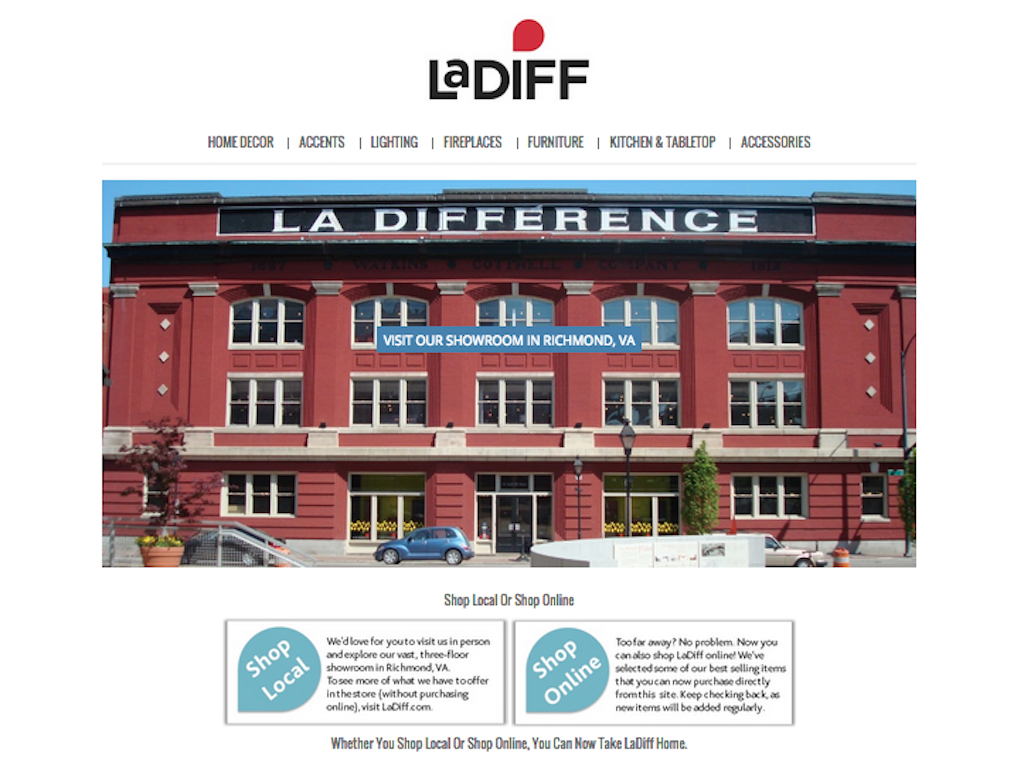 LaDIFF
HOME DECOR | ACCENTS | LIGHTING | FIREPLACES | FURNITURE | KITCHEN & TABLETOP | ACCESSORIES
LA DIFFÉRENCE
1867 WATKINS COTTRELL COMPANY
VISIT OUR SHOWROOM IN RICHMOND, VA
Shop Local Or Shop Online
Shop
Local
We'd love for you to visit us in person
and explore our vast, three-floor
showroom in Richmond, VA.
To see more of what we have to offer
in the store (without purchasing
online), visit LaDiff.com.
Shop
Online
Too far away? No problem. Now you
can also shop LaDiff online! We've
selected some of our best selling items
that you can now purchase directly
from this site. Keep checking back, as
new items will be added regularly.
Whether You Shop Local Or Shop Online, You Can Now Take LaDiff Home.